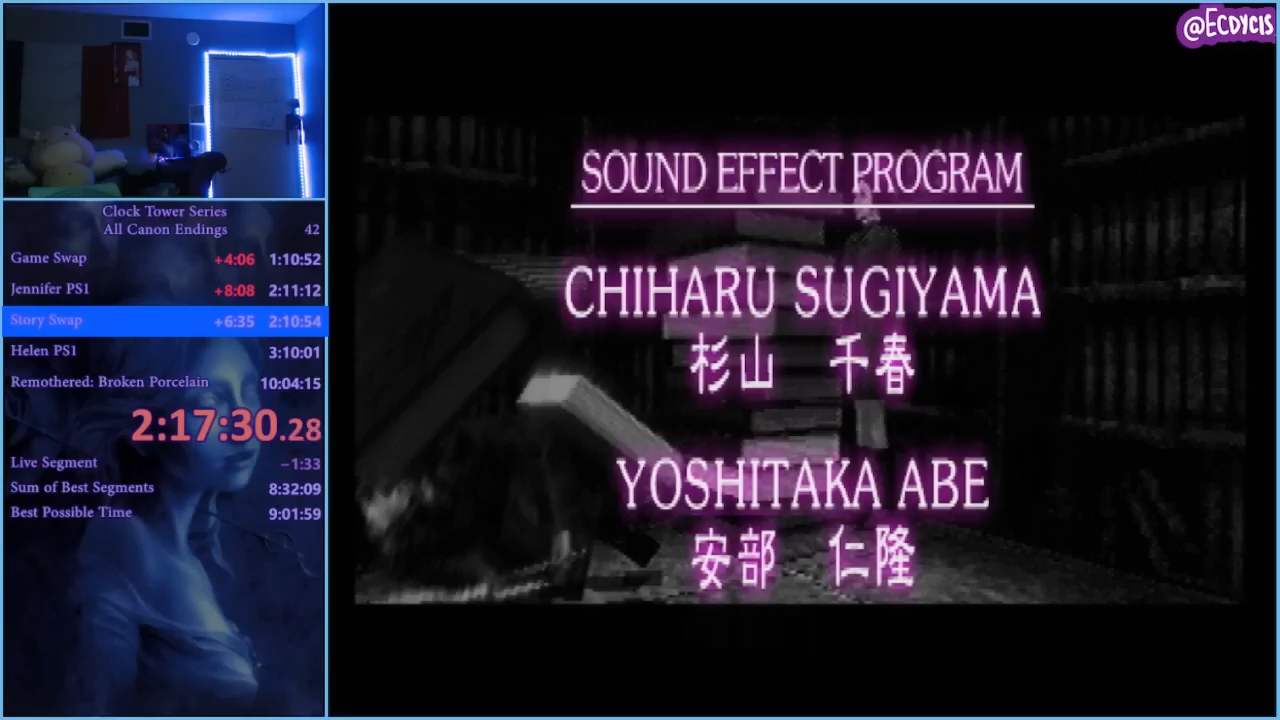 @ECDYCIS
Clock Tower Series
All Canon Endings 42
Game Swap +4:06 1:10:52
Jennifer PS1 +8:08 2:11:12
Story Swap +6:35 2:10:54
Helen PS1 3:10:01
Remothered: Broken Porcelain 10:04:15
2:17:30.28
Live Segment −1:33
Sum of Best Segments 8:32:09
Best Possible Time 9:01:59
SOUND EFFECT PROGRAM
CHIHARU SUGIYAMA
杉山 千春
YOSHITAKA ABE
安部 仁隆